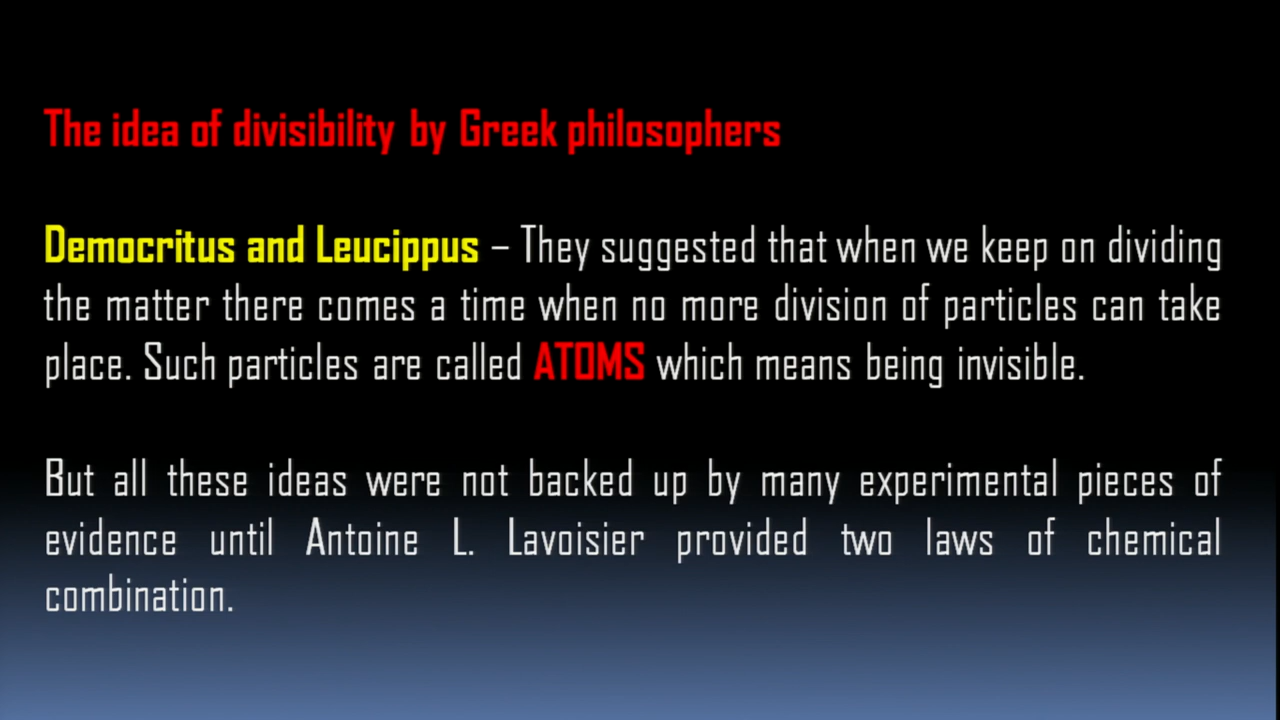 The idea of divisibility by Greek philosophers
Democritus and Leucippus – They suggested that when we keep on dividing
the matter there comes a time when no more division of particles can take
place. Such particles are called ATOMS which means being invisible.
But all these ideas were not backed up by many experimental pieces of
evidence until Antoine L. Lavoisier provided two laws of chemical
combination.